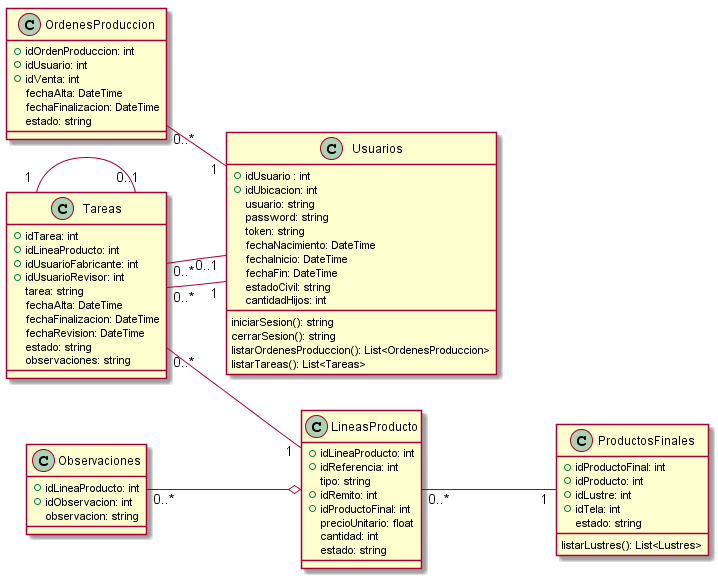 C OrdenesProduccion
idOrdenProduccion: int
idUsuario: int
idVenta: int
fechaAlta: DateTime
fechaFinalizacion: DateTime
estado: string
0..*
1
C Usuarios
idUsuario : int
idUbicacion: int
usuario: string
password: string
token: string
fechaNacimiento: DateTime
fechaInicio: DateTime
fechaFin: DateTime
estadoCivil: string
cantidadHijos: int
iniciarSesion(): string
cerrarSesion(): string
listarOrdenesProduccion(): List<OrdenesProduccion>
listarTareas(): List<Tareas>
1
0..1
C Tareas
idTarea: int
idLineaProducto: int
idUsuarioFabricante: int
idUsuarioRevisor: int
tarea: string
fechaAlta: DateTime
fechaFinalizacion: DateTime
fechaRevision: DateTime
estado: string
observaciones: string
0..*
0..1
0..*
1
0..*
1
C LineasProducto
idLineaProducto: int
idReferencia: int
tipo: string
idRemito: int
idProductoFinal: int
precioUnitario: float
cantidad: int
estado: string
C Observaciones
idLineaProducto: int
idObservacion: int
observacion: string
0..*
0..*
1
C ProductosFinales
idProductoFinal: int
idProducto: int
idLustre: int
idTela: int
estado: string
listarLustres(): List<Lustres>